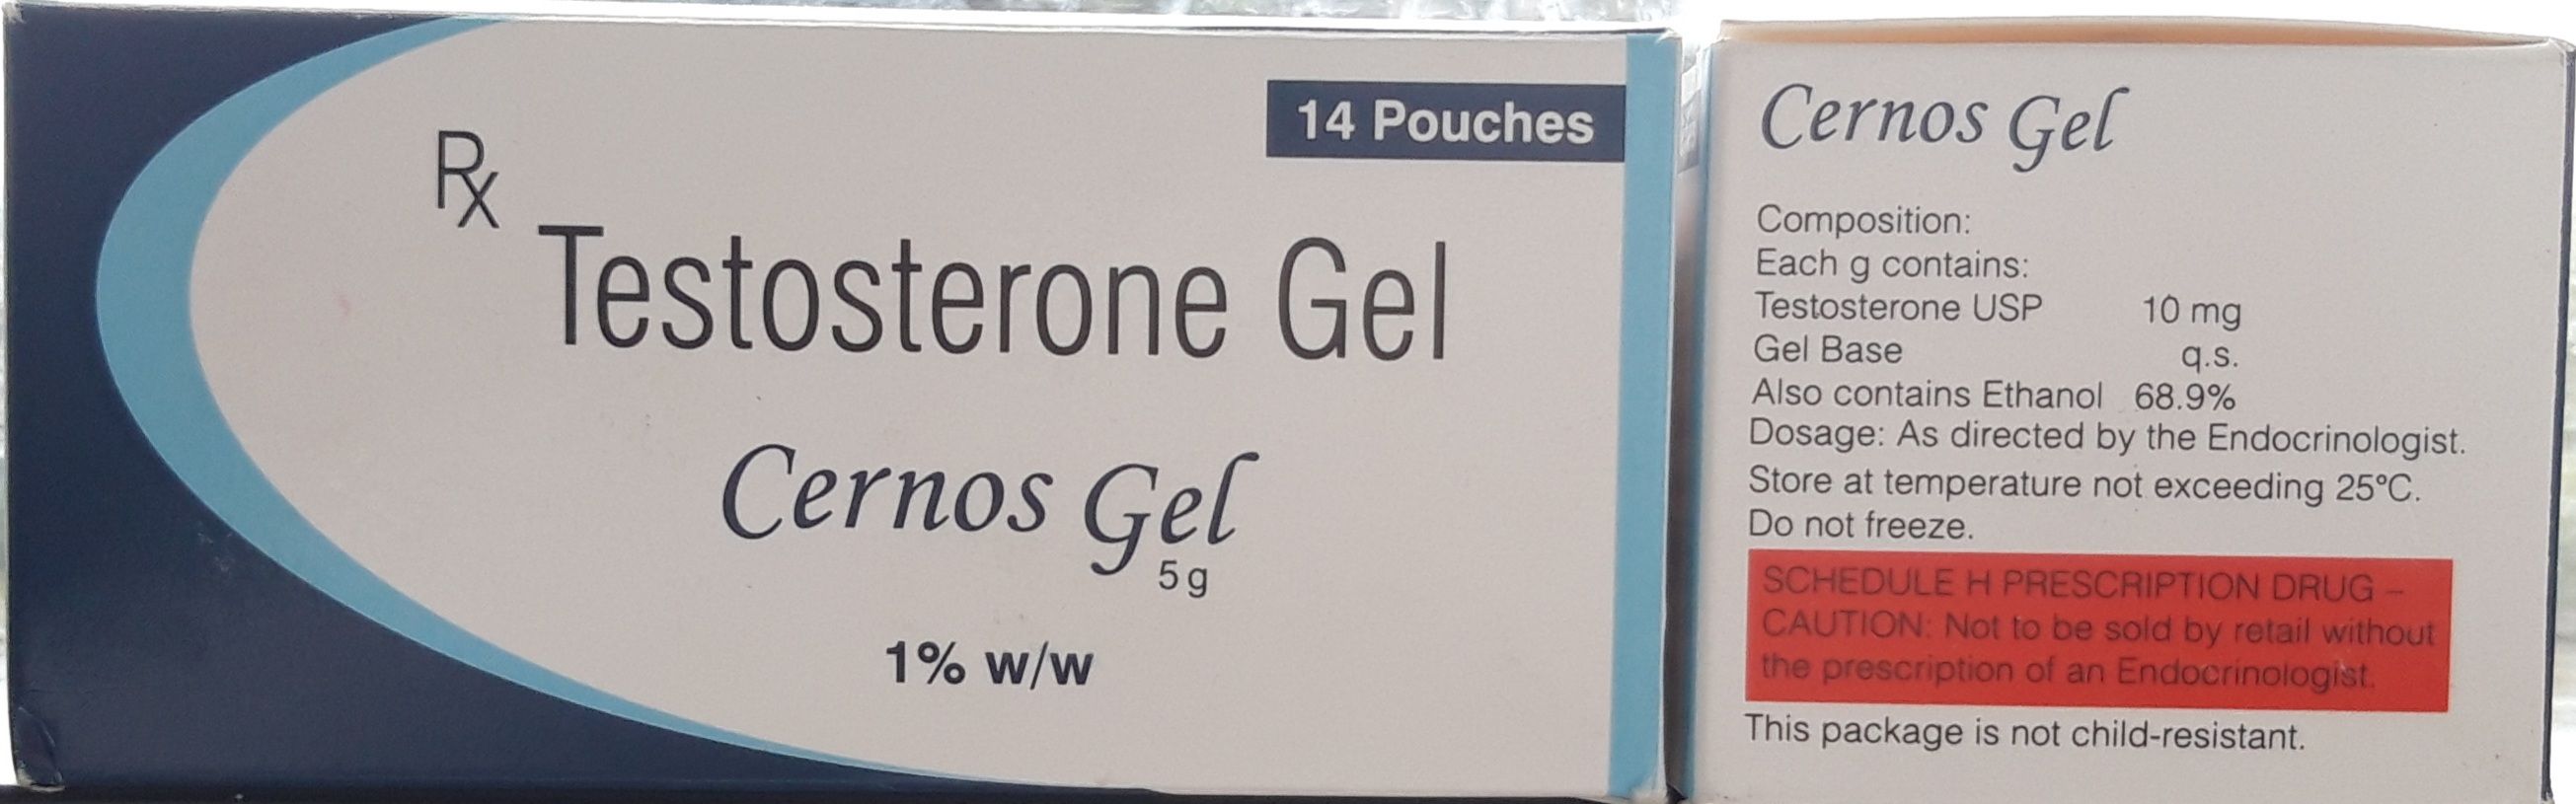 14 Pouches
Rx
Testosterone Gel
Cernos Gel
5 g
1% w/w
Cernos Gel
Composition:
Each g contains:
Testosterone USP 10 mg
Gel Base q.s.
Also contains Ethanol 68.9%
Dosage: As directed by the Endocrinologist.
Store at temperature not exceeding 25°C.
Do not freeze.
SCHEDULE H PRESCRIPTION DRUG –
CAUTION: Not to be sold by retail without
the prescription of an Endocrinologist.
This package is not child-resistant.